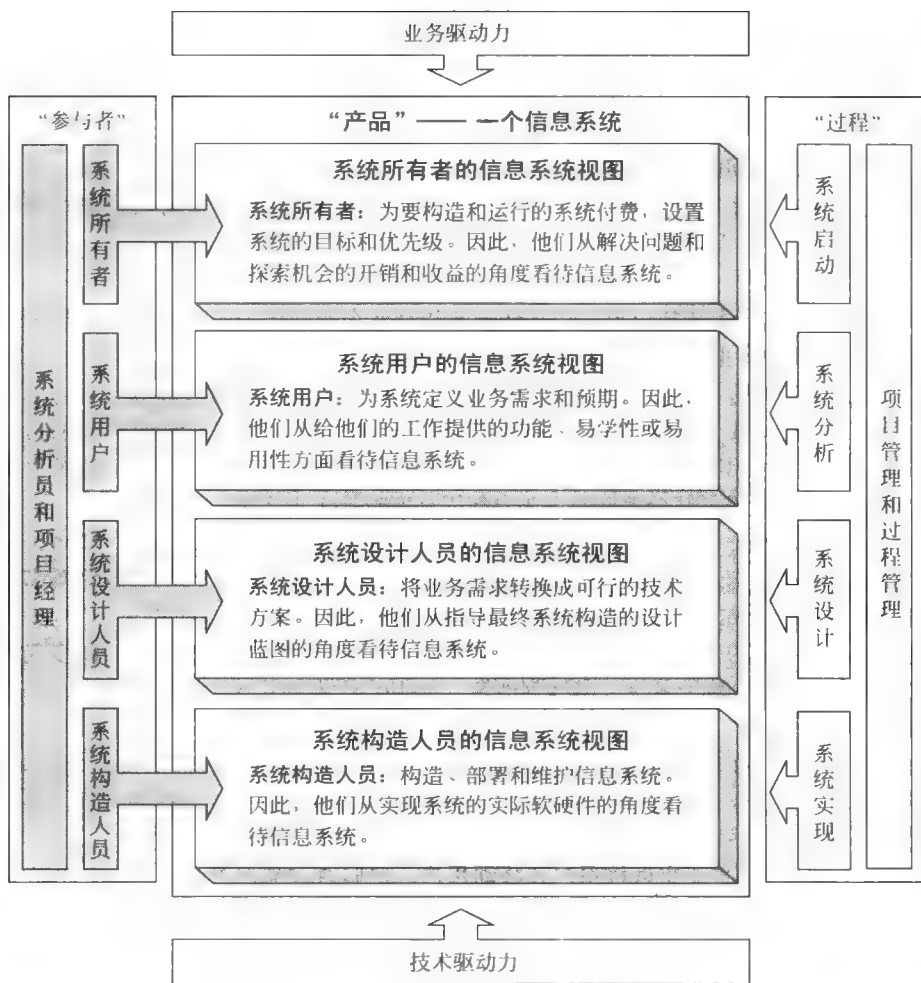 业务驱动力
“参与者”
系统分析员和项目经理
系统所有者
系统用户
系统设计人员
系统构造人员
“产品”—— 一个信息系统
系统所有者的信息系统视图
系统所有者：为要构造和运行的系统付费，设置
系统的目标和优先级。因此，他们从解决问题和
探索机会的开销和收益的角度看待信息系统。
系统用户的信息系统视图
系统用户：为系统定义业务需求和预期。因此，
他们从给他们的工作提供的功能、易学性或易
用性方面看待信息系统。
系统设计人员的信息系统视图
系统设计人员：将业务需求转换成可行的技术
方案。因此，他们从指导最终系统构造的设计
蓝图的角度看待信息系统。
系统构造人员的信息系统视图
系统构造人员：构造、部署和维护信息系统。
因此，他们从实现系统的实际软硬件的角度看
待信息系统。
“过程”
系统启动
系统分析
系统设计
系统实现
项目管理和过程管理
技术驱动力